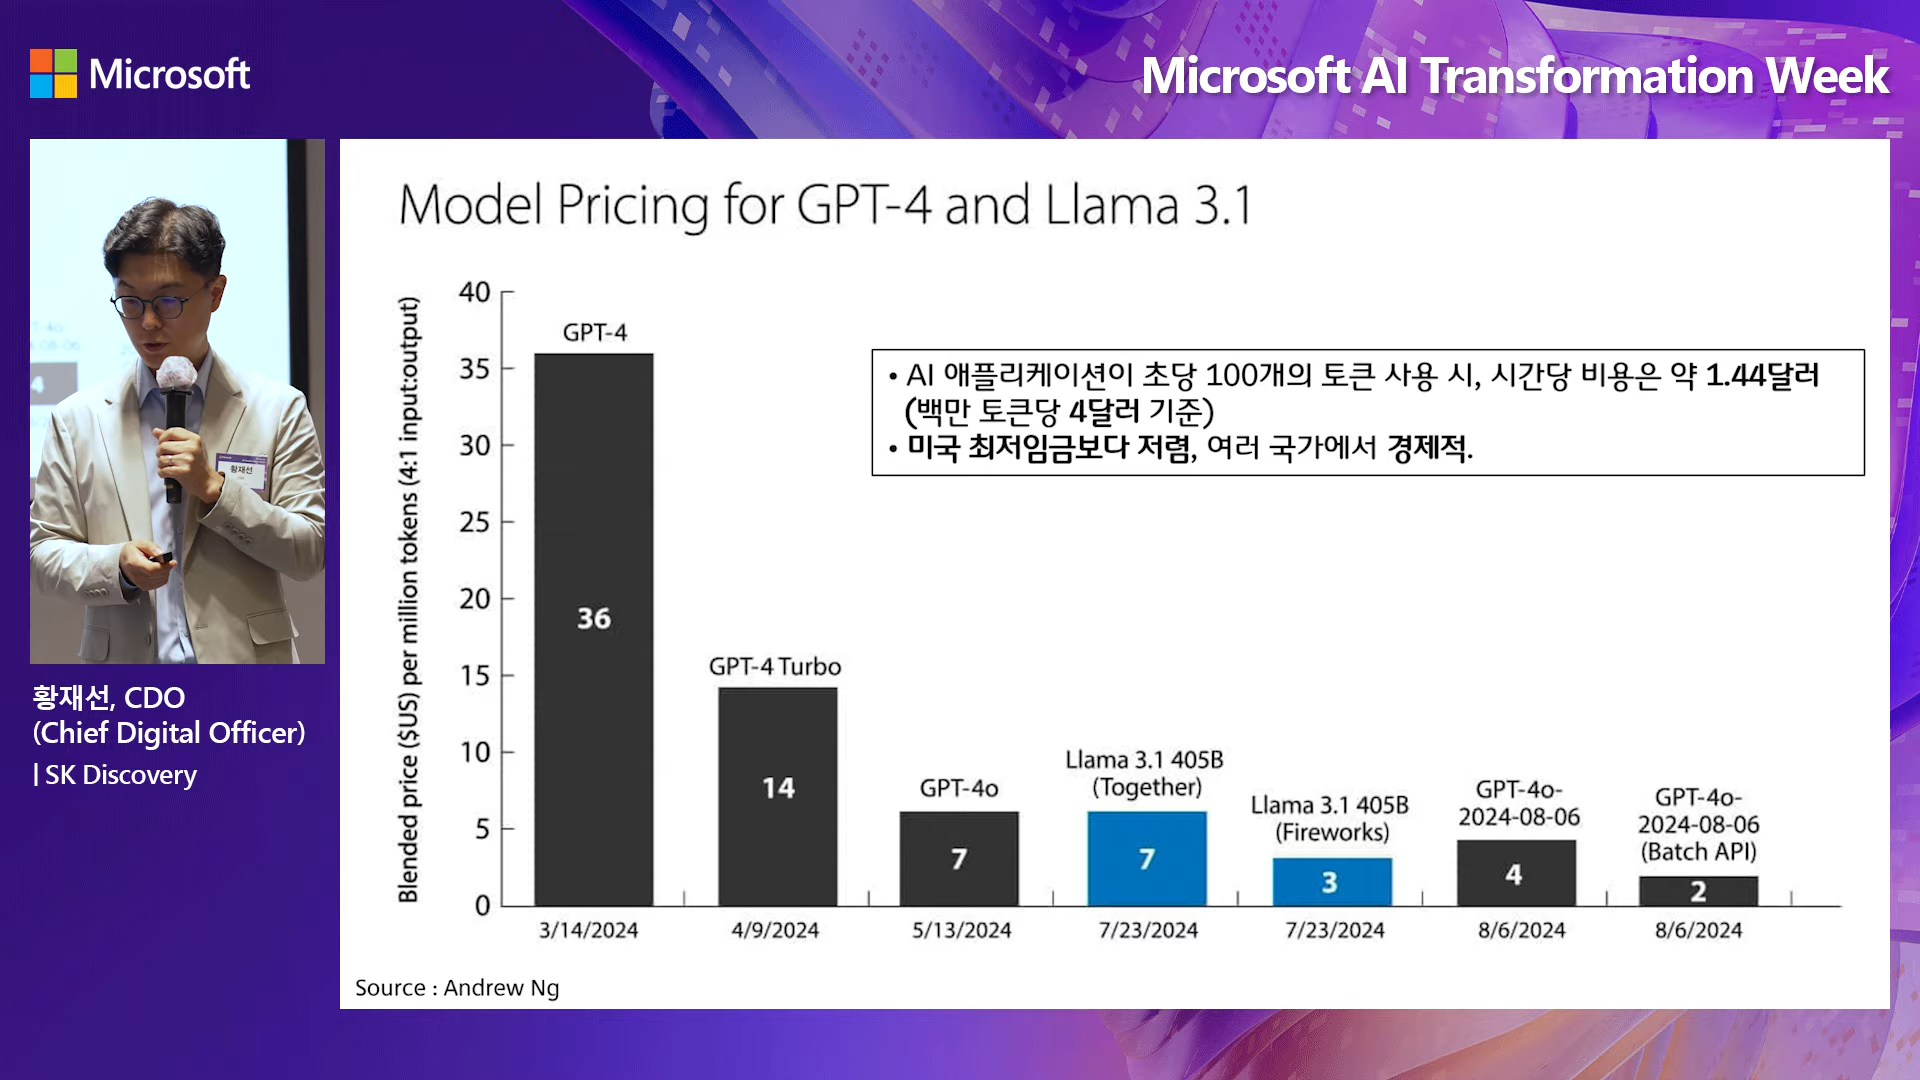 Microsoft
Microsoft AI Transformation Week
황재선
황재선, CDO
(Chief Digital Officer)
| SK Discovery
Model Pricing for GPT-4 and Llama 3.1
Blended price ($US) per million tokens (4:1 input:output)
40
35
30
25
20
15
10
5
0
• AI 애플리케이션이 초당 100개의 토큰 사용 시, 시간당 비용은 약 1.44달러
(백만 토큰당 4달러 기준)
• 미국 최저임금보다 저렴, 여러 국가에서 경제적.
GPT-4
36
3/14/2024
GPT-4 Turbo
14
4/9/2024
GPT-4o
7
5/13/2024
Llama 3.1 405B
(Together)
7
7/23/2024
Llama 3.1 405B
(Fireworks)
3
7/23/2024
GPT-4o-
2024-08-06
4
8/6/2024
GPT-4o-
2024-08-06
(Batch API)
2
8/6/2024
Source : Andrew Ng